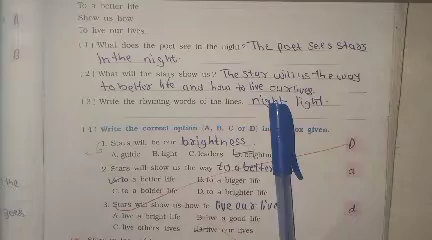 To a better life
Show us how
To live our lives.
(1) What does the poet see in the night? The poet sees stars
in the night.
(2) What will the stars show us? The star will us the way
to better life and how to live our lives
(3) Write the rhyming words of the lines. night light.
(4) Write the correct option (A, B, C or D) in box given.
1. Stars will be our brightness.
A. guide B. light C. leaders D.
D
2. Stars will show us the way to a better
A. to a better life B. to a bigger life
a
C. to a bolder life D. to a brighter life
3. Stars will show us how to live our
A. live a bright life B. live a good life
d
C. live others lives D. live our lives